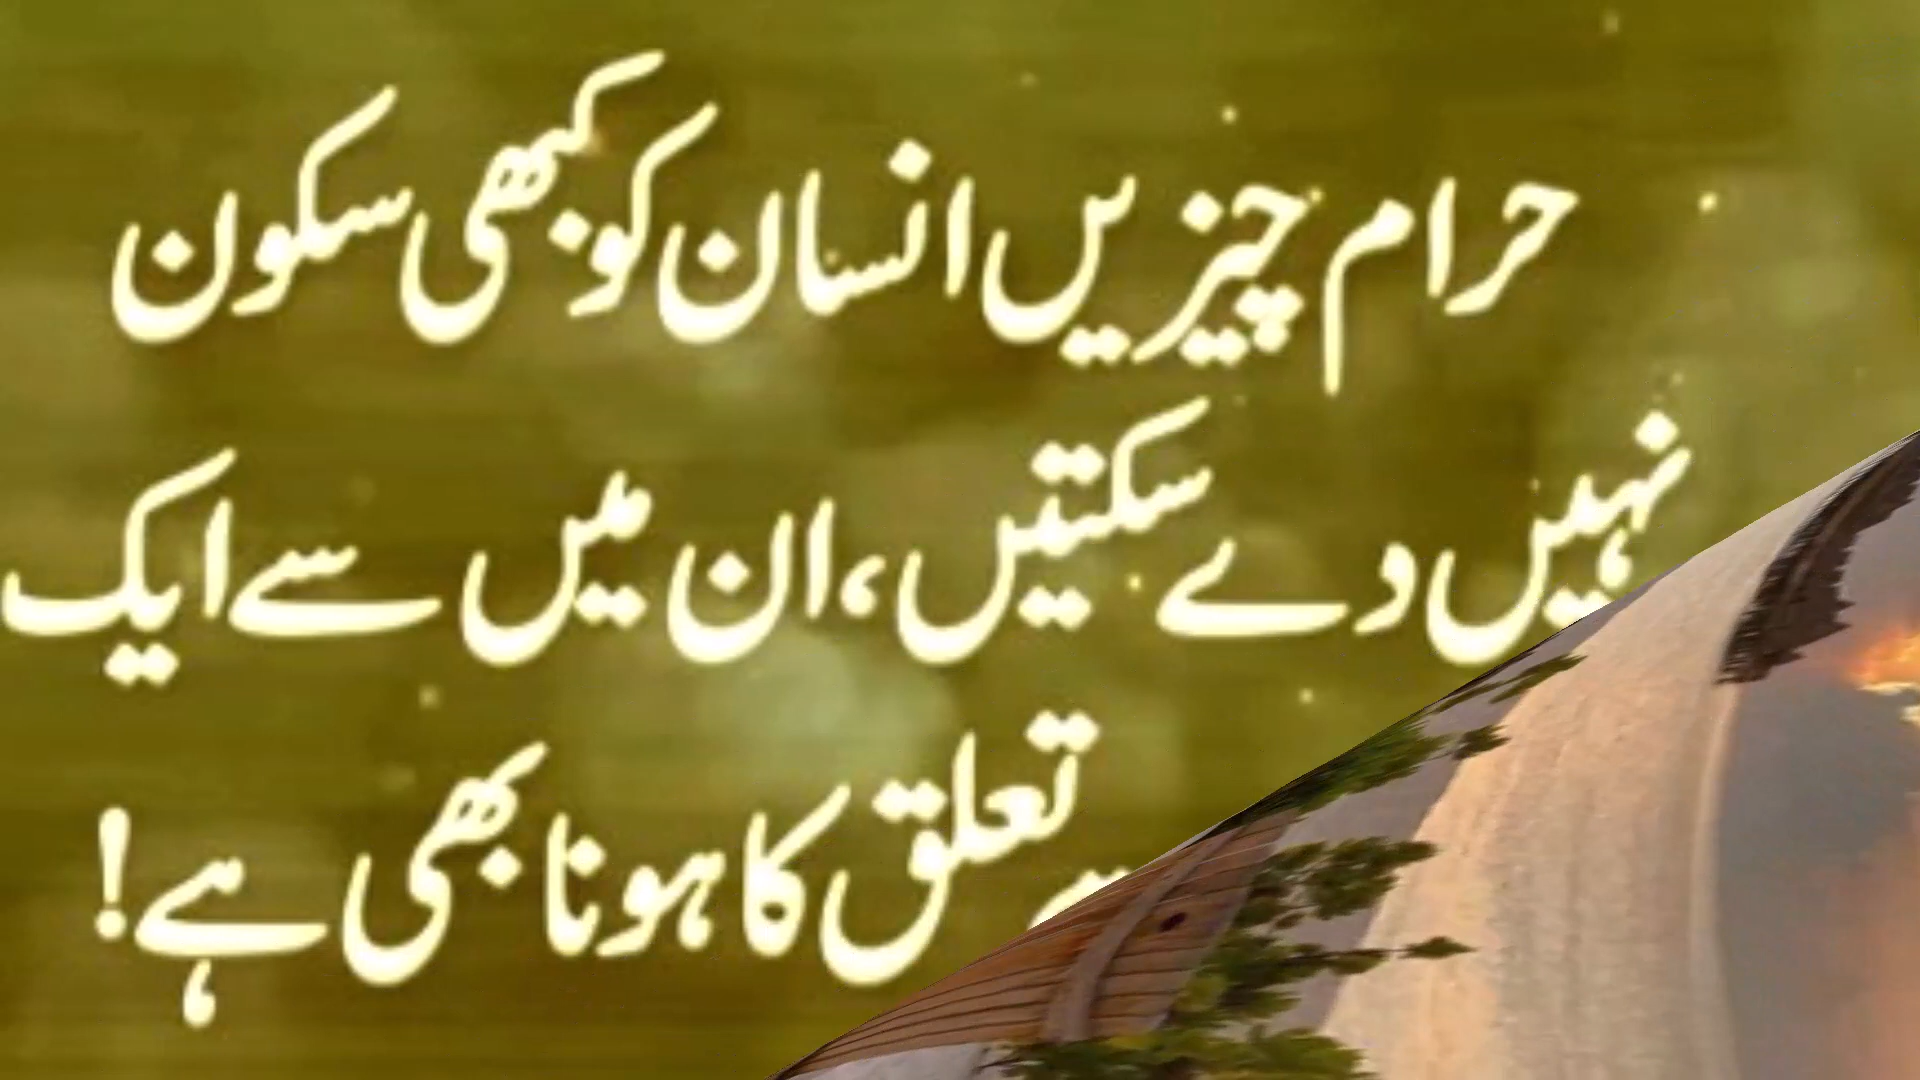 حرام چیزیں انسان کو کبھی سکون
نہیں دے سکتیں، ان میں سے ایک
تعلق کا ہونا بھی ہے!